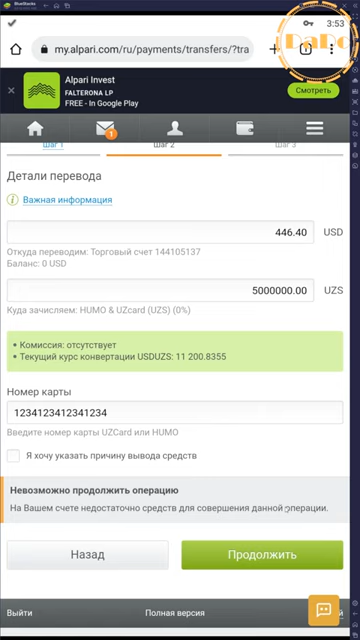 BlueStacks
3:53
my.alpari.com/ru/payments/transfers/?tra
1
DaDo
Alpari Invest
FALTERONA LP
FREE - In Google Play
Смотреть
1
Шаг 1
Шаг 2
Шаг 3
Детали перевода
Важная информация
446.40 USD
Откуда переводим: Торговый счет 144105137
Баланс: 0 USD
5000000.00 UZS
Куда зачисляем: HUMO & UZcard (UZS) (0%)
• Комиссия: отсутствует
• Текущий курс конвертации USDUZS: 11 200.8355
Номер карты
1234123412341234
Введите номер карты UZCard или HUMO
Я хочу указать причину вывода средств
Невозможно продолжить операцию
На Вашем счете недостаточно средств для совершения данной операции.
Назад
Продолжить
Выйти
Полная версия